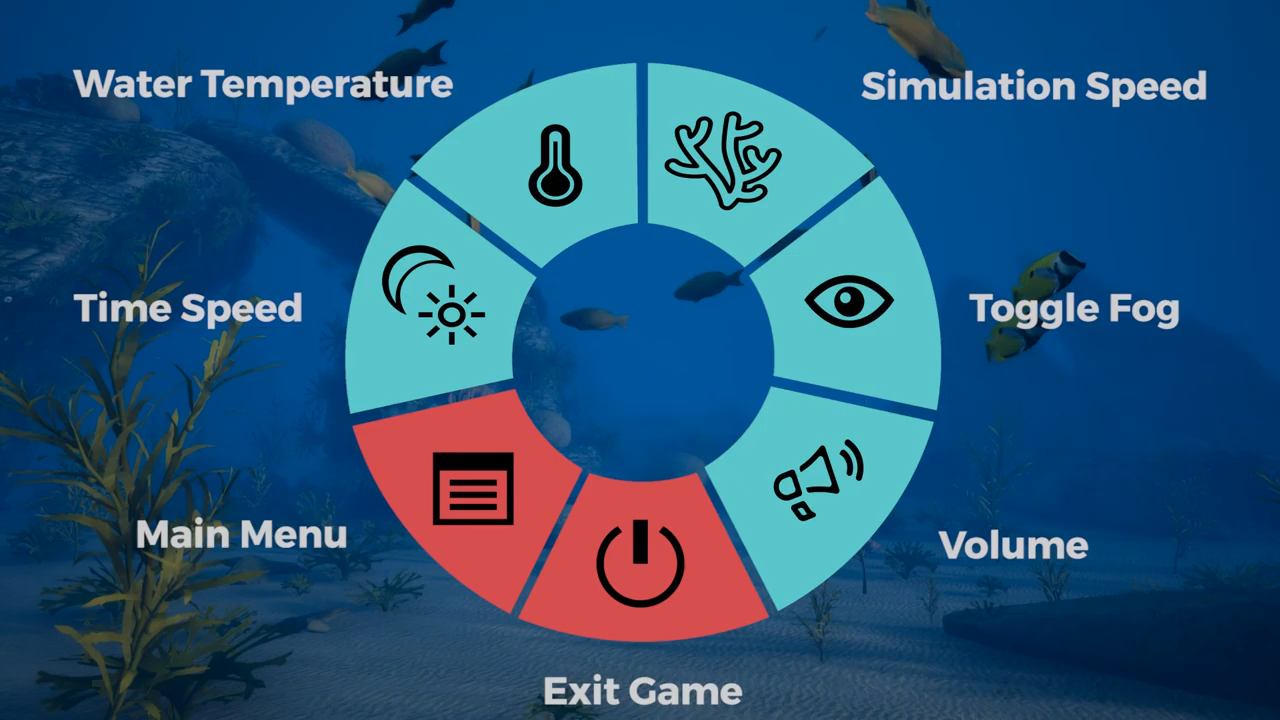 Water Temperature
Simulation Speed
Time Speed
Toggle Fog
Main Menu
Volume
Exit Game